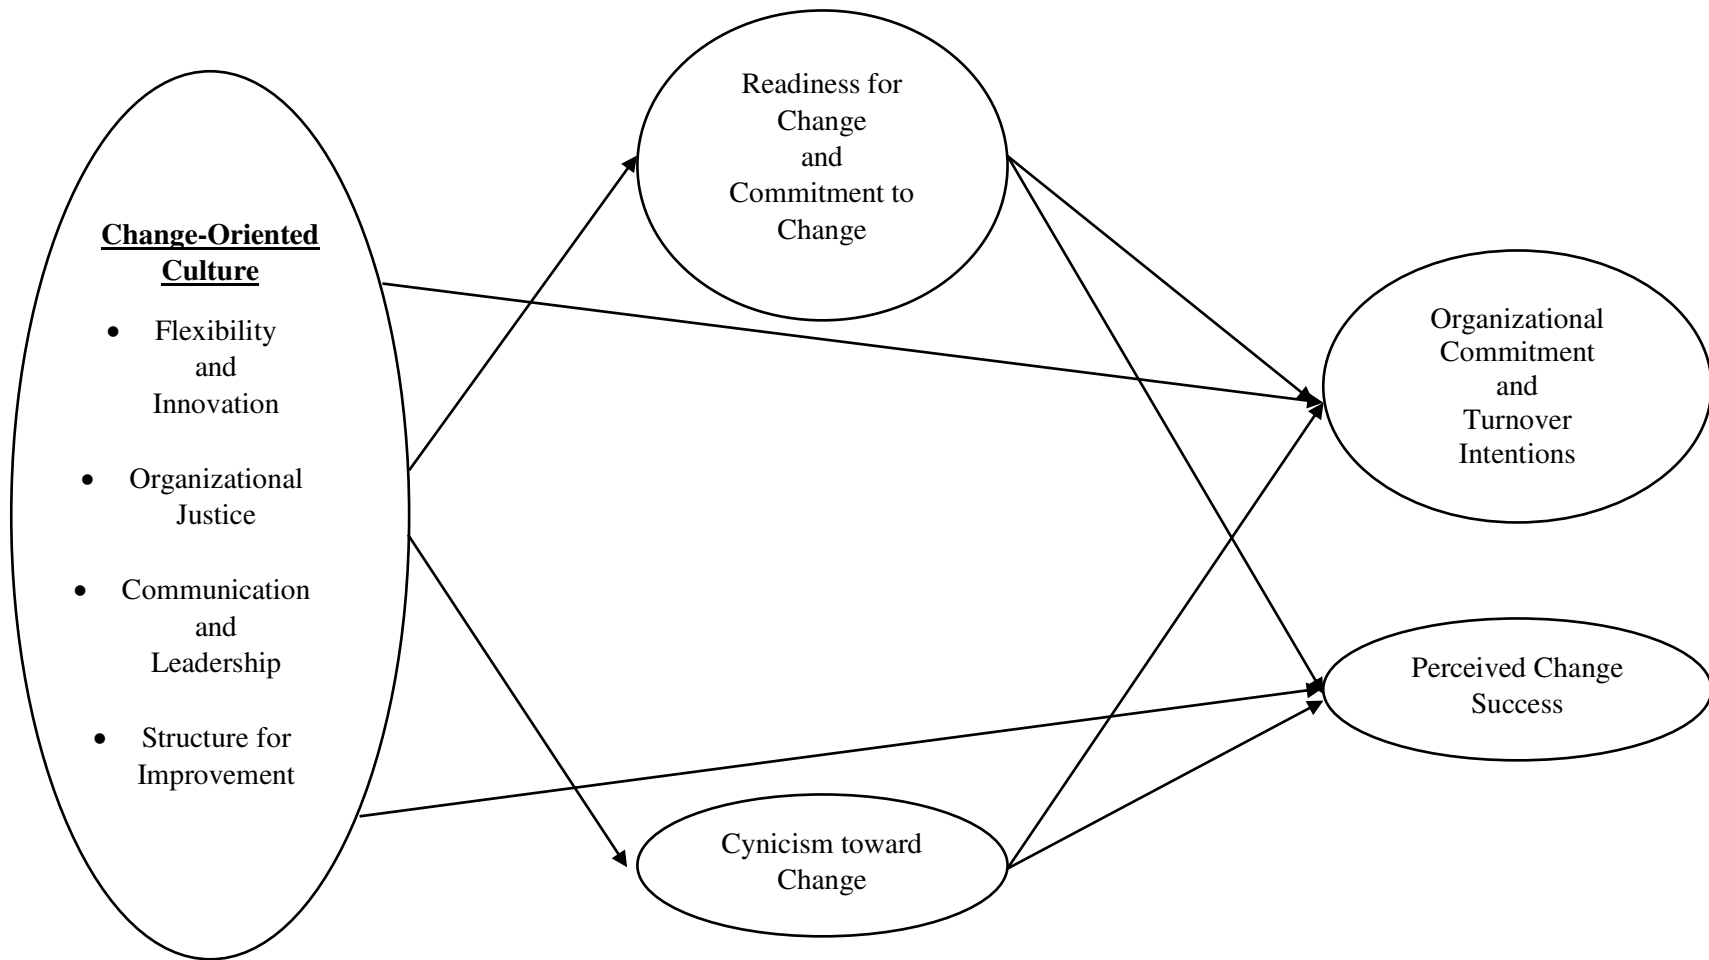 Change-Oriented
Culture
• Flexibility
and
Innovation
• Organizational
Justice
• Communication
and
Leadership
• Structure for
Improvement
Readiness for
Change
and
Commitment to
Change
Cynicism toward
Change
Organizational
Commitment
and
Turnover
Intentions
Perceived Change
Success